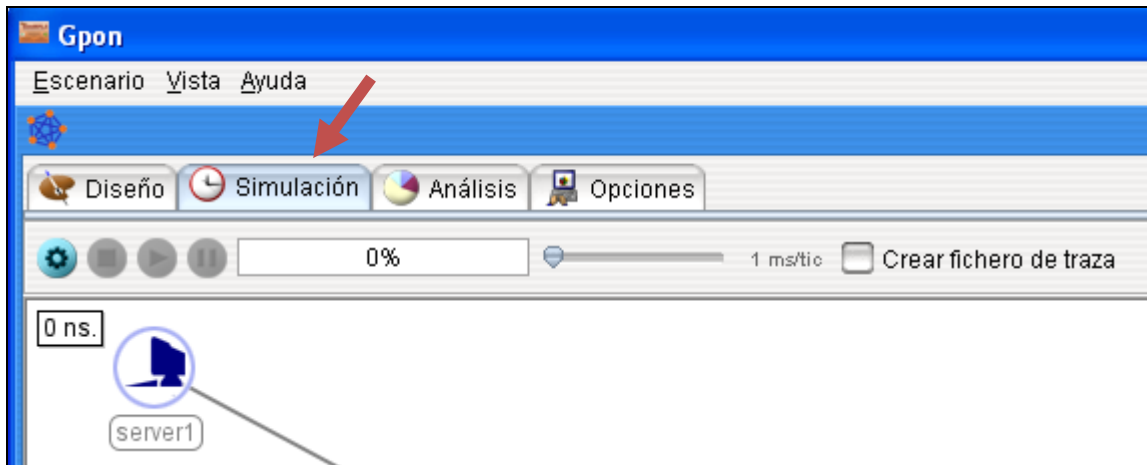 Gpon
Escenario Vista Ayuda
Diseño Simulación Análisis Opciones
0% 1 ms/tic Crear fichero de traza
0 ns.
server1